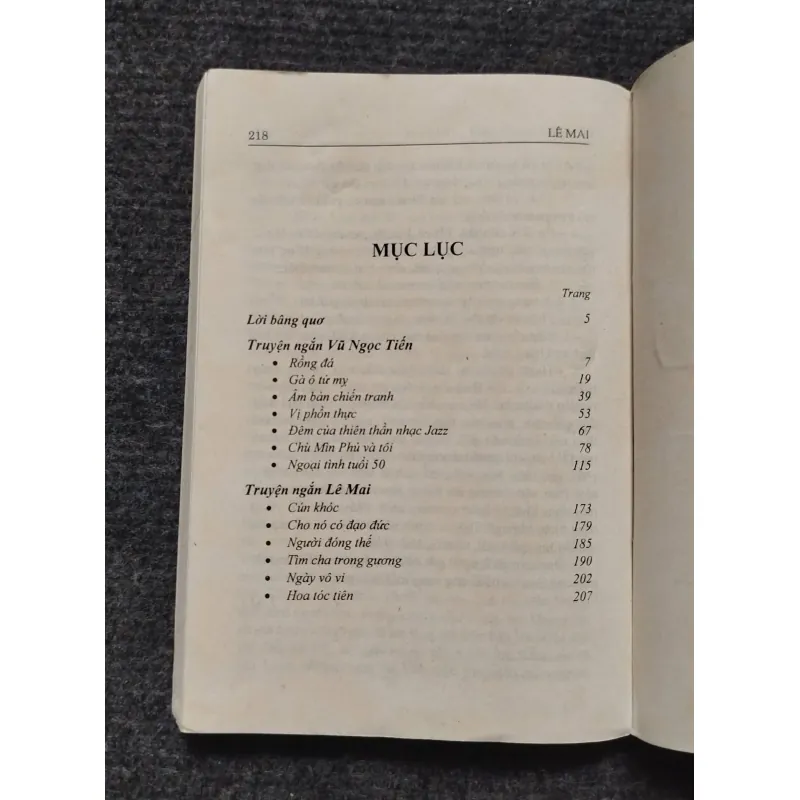 218 LÊ MAI
MỤC LỤC
Trang
Lời bâng quơ 5
Truyện ngắn Vũ Ngọc Tiến
• Rồng đá 7
• Gà ô tử mỵ 19
• Âm bản chiến tranh 39
• Vị phồn thực 53
• Đêm của thiên thần nhạc Jazz 67
• Chù Mìn Phủ và tôi 78
• Ngoại tình tuổi 50 115
Truyện ngắn Lê Mai
• Cún khóc 173
• Cho nó có đạo đức 179
• Người đóng thế 185
• Tìm cha trong gương 190
• Ngày vô vi 202
• Hoa tóc tiên 207